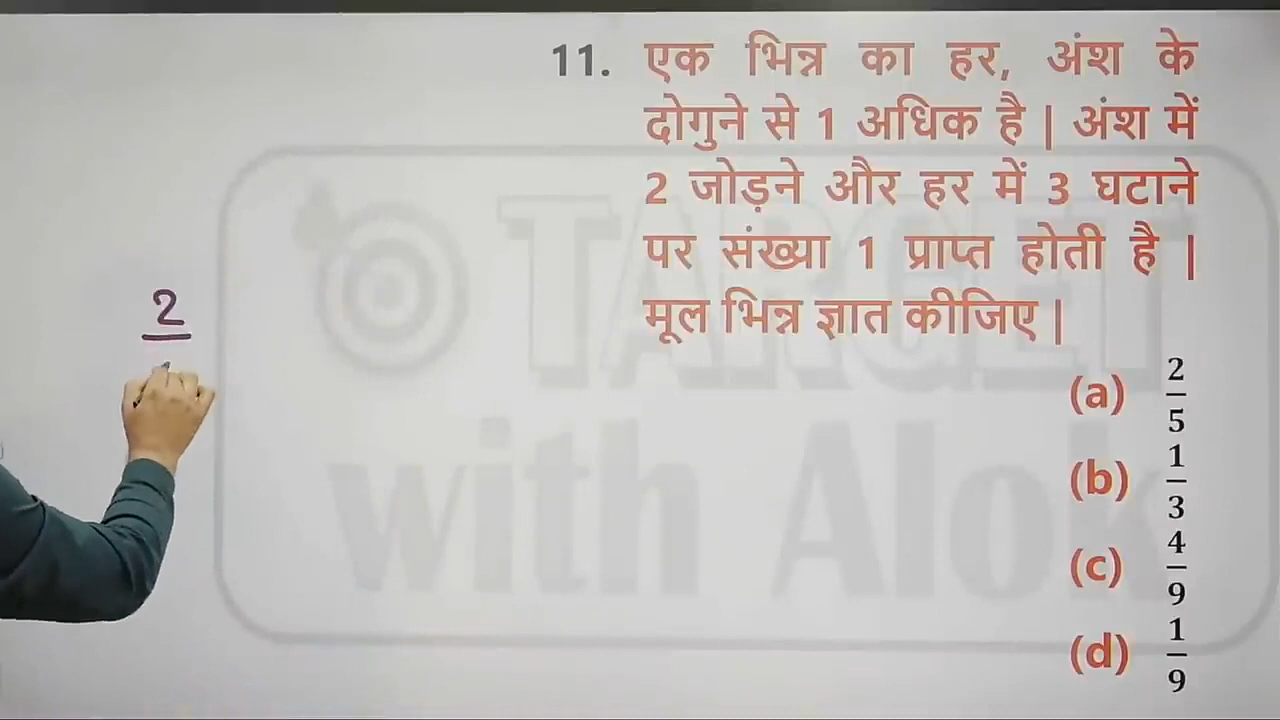 11. एक भिन्न का हर, अंश के
दोगुने से 1 अधिक है | अंश में
2 जोड़ने और हर में 3 घटाने
पर संख्या 1 प्राप्त होती है |
मूल भिन्न ज्ञात कीजिए |
(a) 2/5
(b) 1/3
(c) 4/9
(d) 1/9
2
TARGET
with Alok